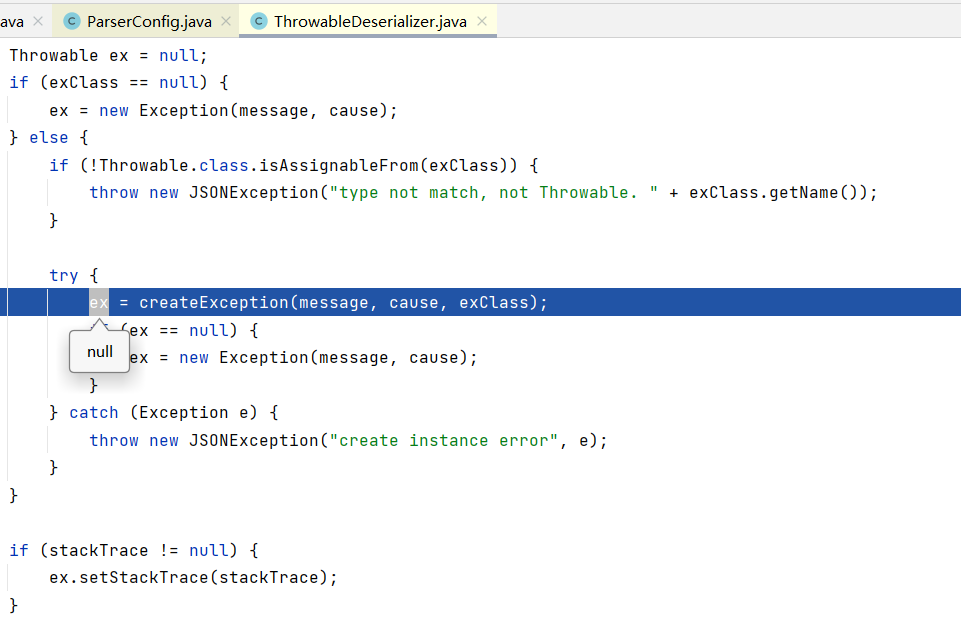 ava
C ParserConfig.java
C ThrowableDeserializer.java
Throwable ex = null;
if (exClass == null) {
    ex = new Exception(message, cause);
} else {
    if (!Throwable.class.isAssignableFrom(exClass)) {
        throw new JSONException("type not match, not Throwable. " + exClass.getName());
    }
    try {
        ex = createException(message, cause, exClass);
        (ex == null) {
null
ex = new Exception(message, cause);
        }
    } catch (Exception e) {
        throw new JSONException("create instance error", e);
    }
}
if (stackTrace != null) {
    ex.setStackTrace(stackTrace);
}